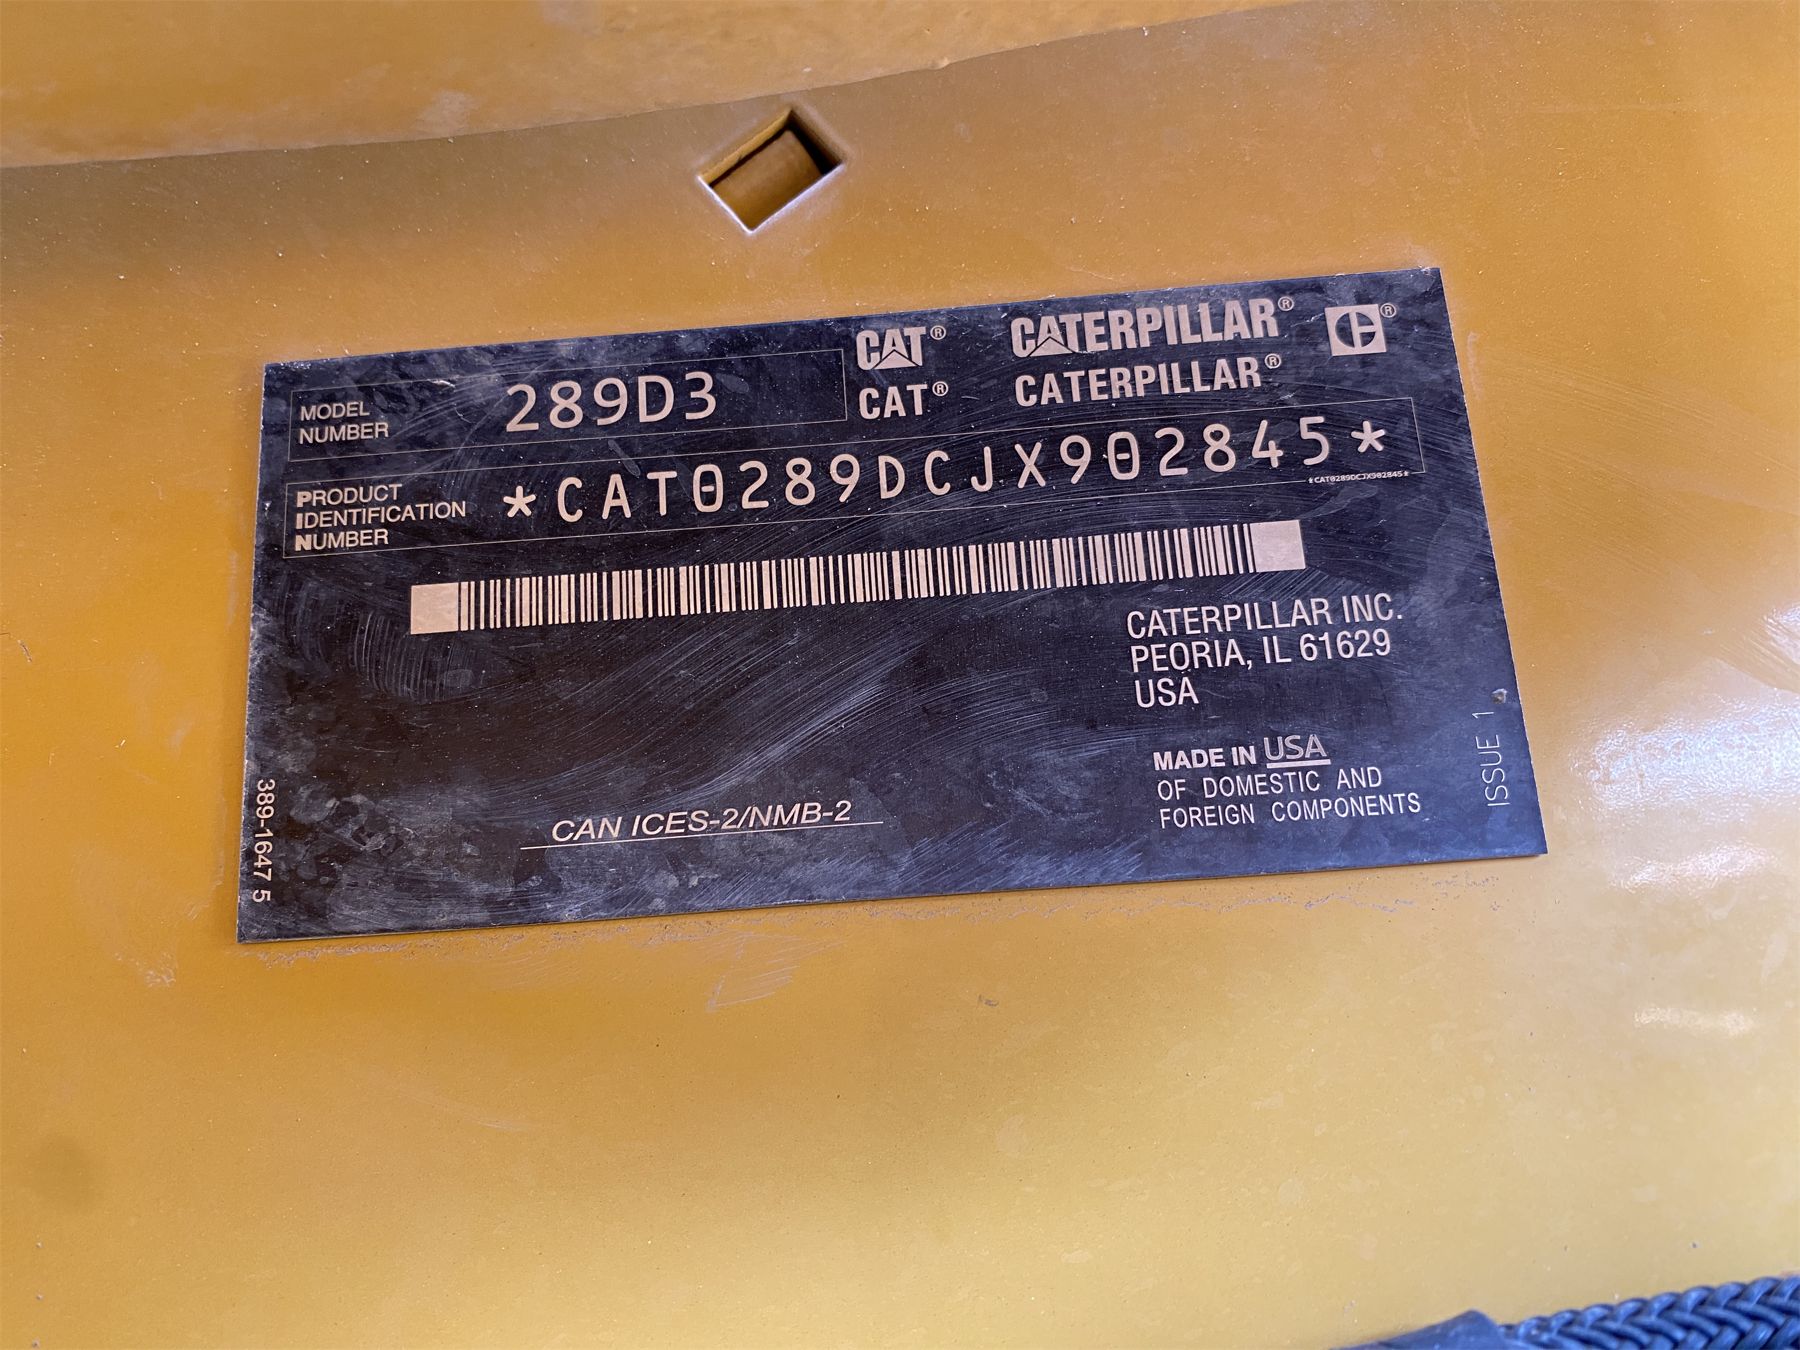 MODEL
NUMBER
289D3
CAT® CATERPILLAR® ®
CAT® CATERPILLAR®
PRODUCT
IDENTIFICATION
NUMBER
*CAT0289DCJX902845*
*CAT0289DCJX902845*
CATERPILLAR INC.
PEORIA, IL 61629
USA
MADE IN USA
OF DOMESTIC AND
FOREIGN COMPONENTS
CAN ICES-2/NMB-2
389-1647 5
ISSUE 1